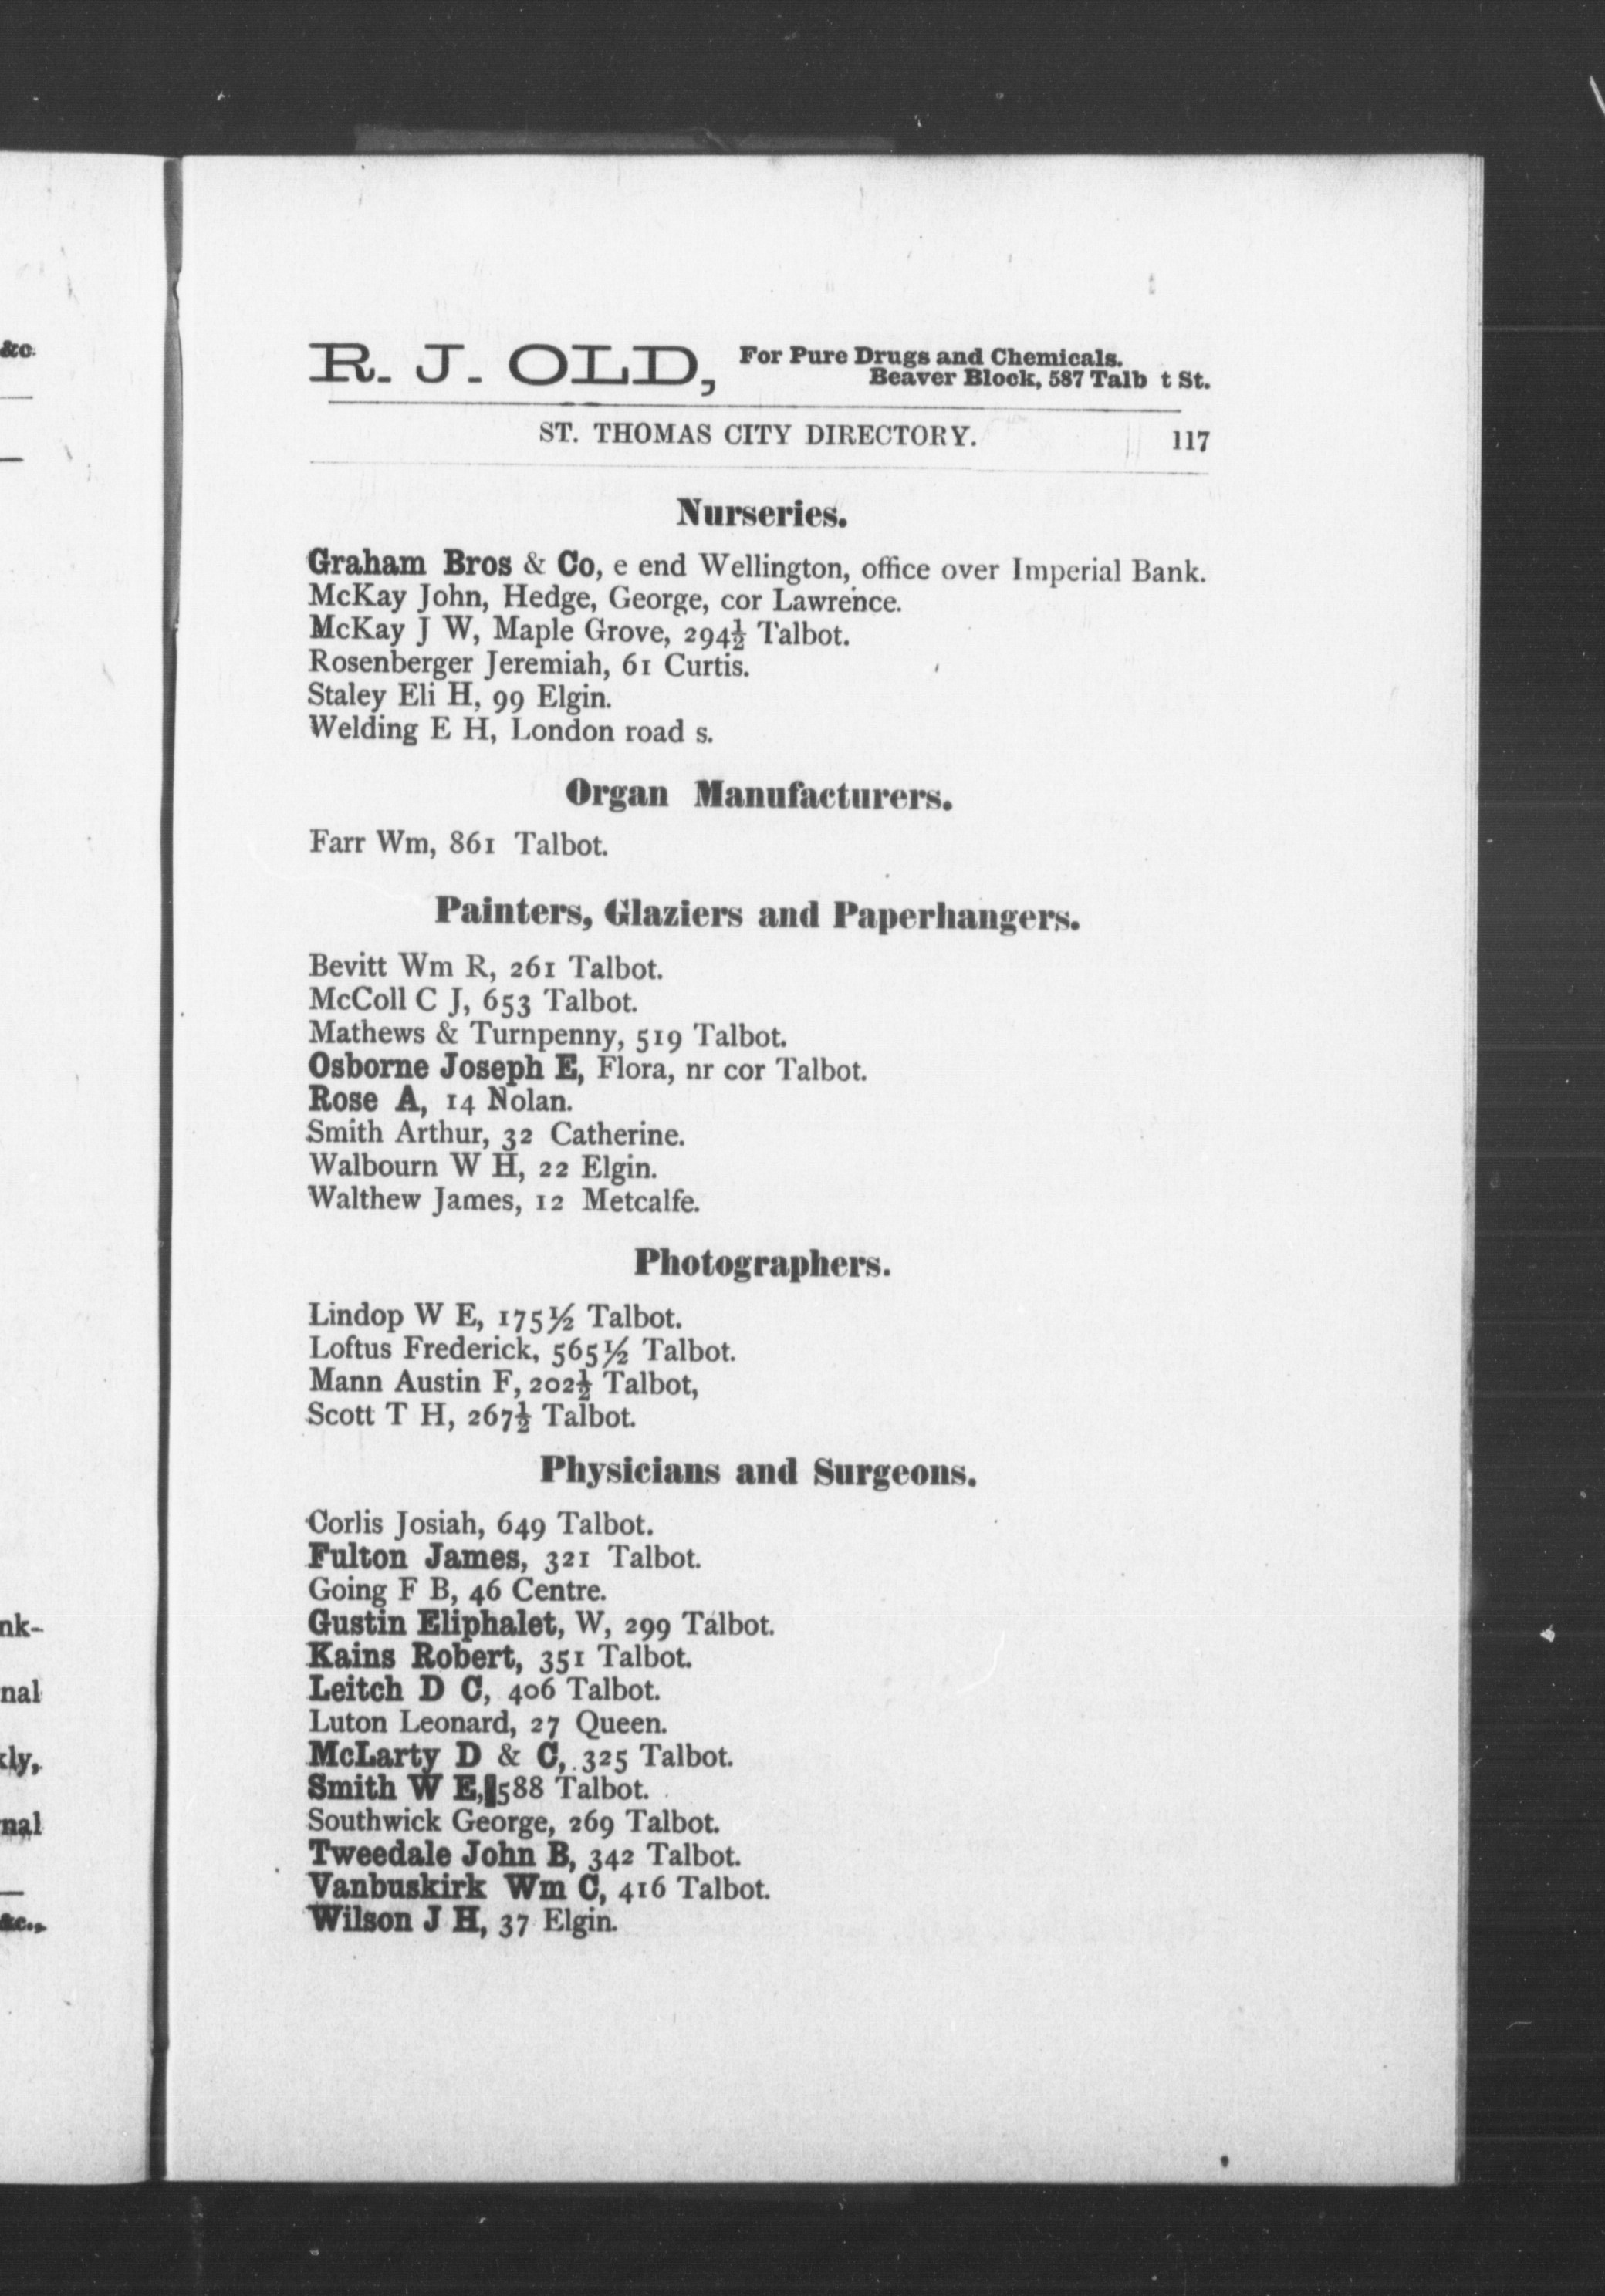 &c.
nk-
nal
kly,
nal
&c.,
R. J. OLD, For Pure Drugs and Chemicals.
Beaver Block, 587 Talb t St.
ST. THOMAS CITY DIRECTORY. 117
Nurseries.
Graham Bros & Co, e end Wellington, office over Imperial Bank.
McKay John, Hedge, George, cor Lawrence.
McKay J W, Maple Grove, 294½ Talbot.
Rosenberger Jeremiah, 61 Curtis.
Staley Eli H, 99 Elgin.
Welding E H, London road s.
Organ Manufacturers.
Farr Wm, 861 Talbot.
Painters, Glaziers and Paperhangers.
Bevitt Wm R, 261 Talbot.
McColl C J, 653 Talbot.
Mathews & Turnpenny, 519 Talbot.
Osborne Joseph E, Flora, nr cor Talbot.
Rose A, 14 Nolan.
Smith Arthur, 32 Catherine.
Walbourn W H, 22 Elgin.
Walthew James, 12 Metcalfe.
Photographers.
Lindop W E, 175½ Talbot.
Loftus Frederick, 565½ Talbot.
Mann Austin F, 202½ Talbot,
Scott T H, 267½ Talbot.
Physicians and Surgeons.
Corlis Josiah, 649 Talbot.
Fulton James, 321 Talbot.
Going F B, 46 Centre.
Gustin Eliphalet, W, 299 Talbot.
Kains Robert, 351 Talbot.
Leitch D C, 406 Talbot.
Luton Leonard, 27 Queen.
McLarty D & C, 325 Talbot.
Smith W E, 588 Talbot.
Southwick George, 269 Talbot.
Tweedale John B, 342 Talbot.
Vanbuskirk Wm C, 416 Talbot.
Wilson J H, 37 Elgin.